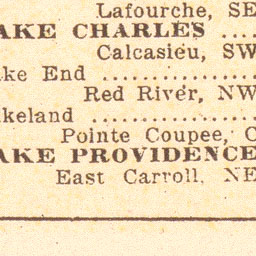 Lafourche, SE
AKE CHARLES ....
Calcasieu, SW
ke End ................
Red River, NW
keland ................
Pointe Coupee, C
AKE PROVIDENCE
East Carroll, NE